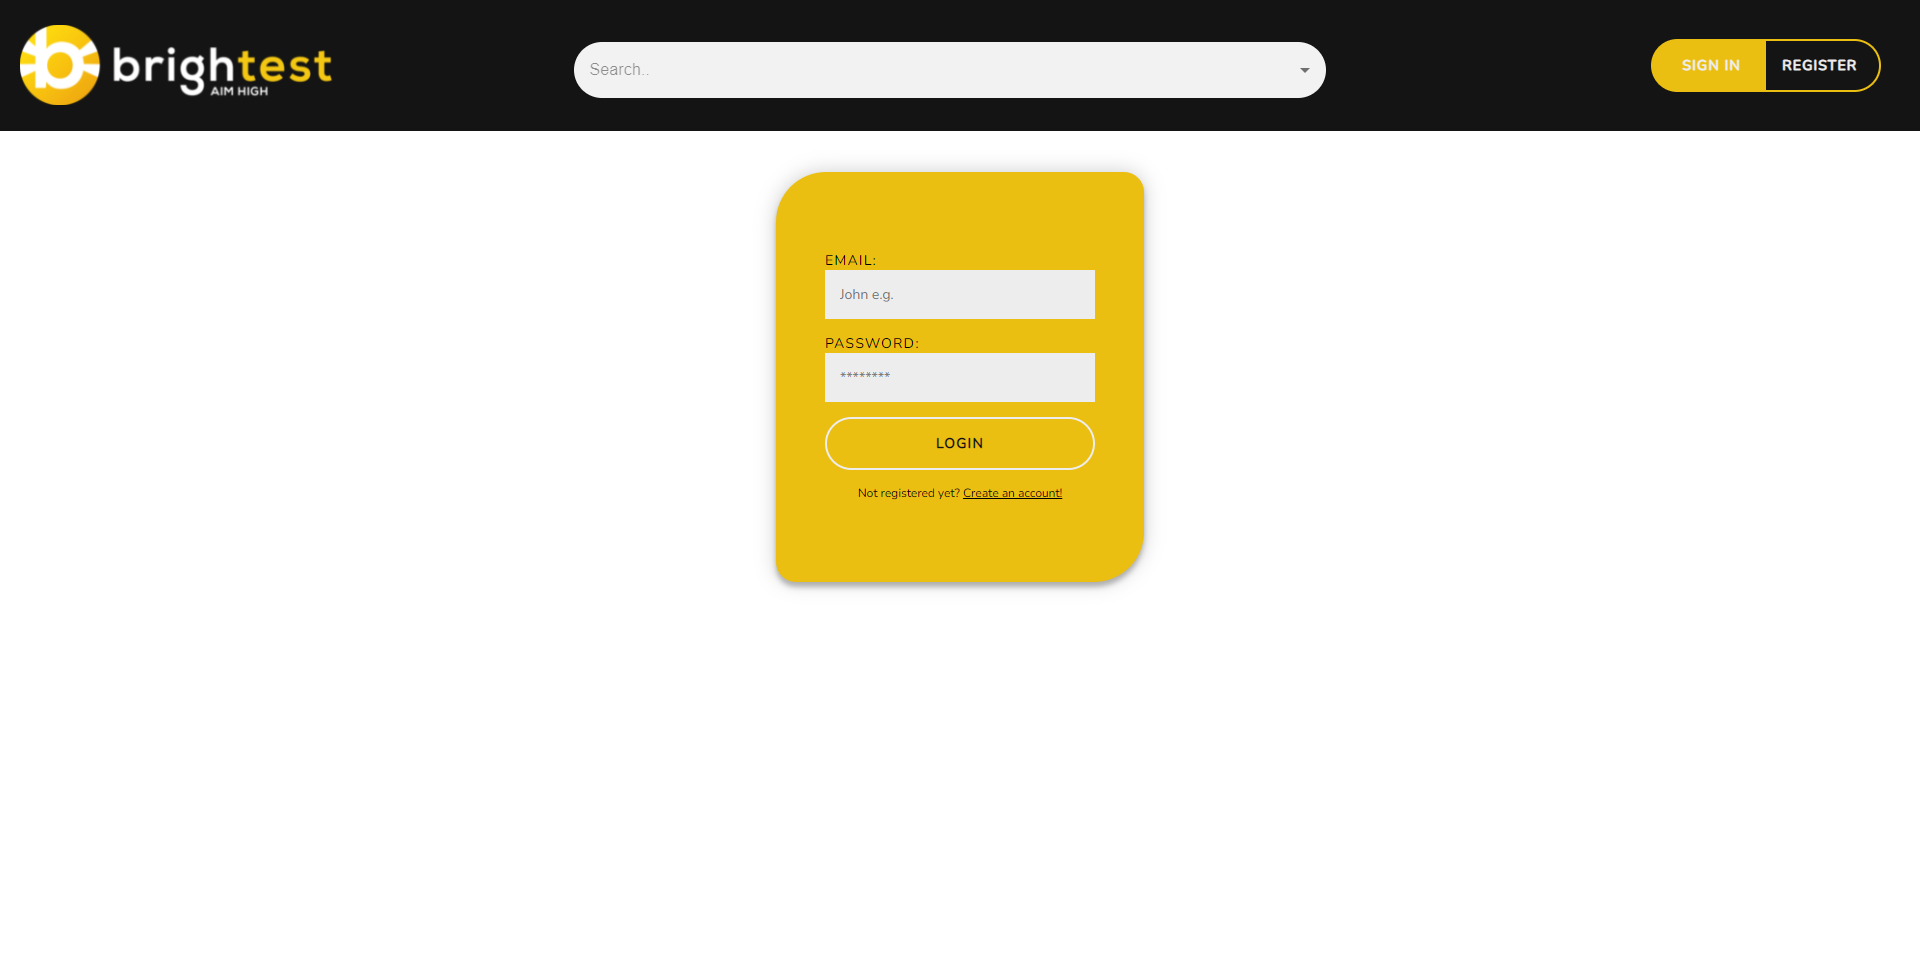 brightest
AIM HIGH
Search..
SIGN IN
REGISTER
EMAIL:
John e.g.
PASSWORD:
********
LOGIN
Not registered yet? Create an account!